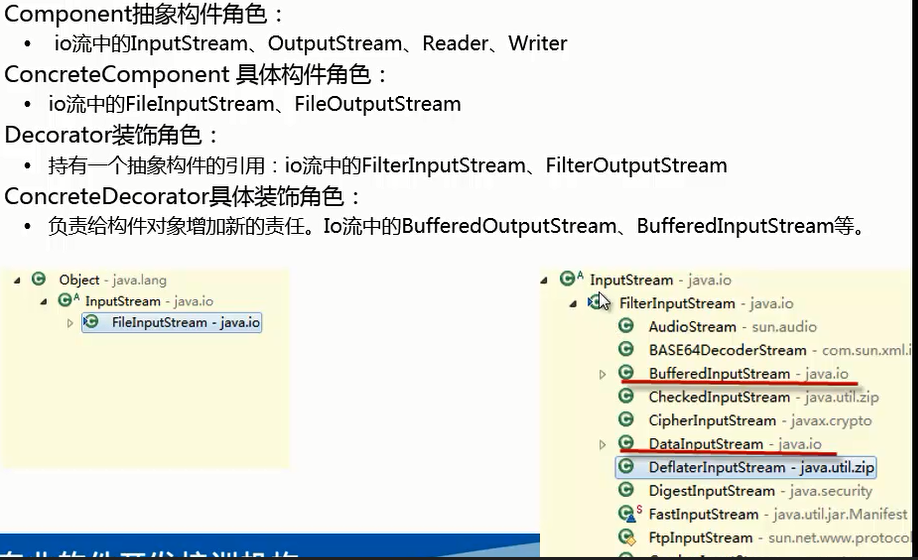 Component抽象构件角色：
• io流中的InputStream、OutputStream、Reader、Writer
ConcreteComponent 具体构件角色：
• io流中的FileInputStream、FileOutputStream
Decorator装饰角色：
• 持有一个抽象构件的引用：io流中的FilterInputStream、FilterOutputStream
ConcreteDecorator具体装饰角色：
• 负责给构件对象增加新的责任。Io流中的BufferedOutputStream、BufferedInputStream等。
Object - java.lang
InputStream - java.io
FileInputStream - java.io
InputStream - java.io
FilterInputStream - java.io
AudioStream - sun.audio
BASE64DecoderStream - com.sun.xml.i
BufferedInputStream - java.io
CheckedInputStream - java.util.zip
CipherInputStream - javax.crypto
DataInputStream - java.io
DeflaterInputStream - java.util.zip
DigestInputStream - java.security
FastInputStream - java.util.jar.Manifest
FtpInputStream - sun.net.www.protoco